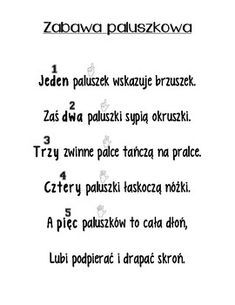 Zabawa paluszkowa
1
Jeden paluszek wskazuje brzuszek.
2
Zaś dwa paluszki sypią okruszki.
3
Trzy zwinne palce tańczą na pralce.
4
Cztery paluszki łaskoczą nóżki.
5
A pięc paluszków to cała dłoń,
Lubi podpierać i drapać skroń.